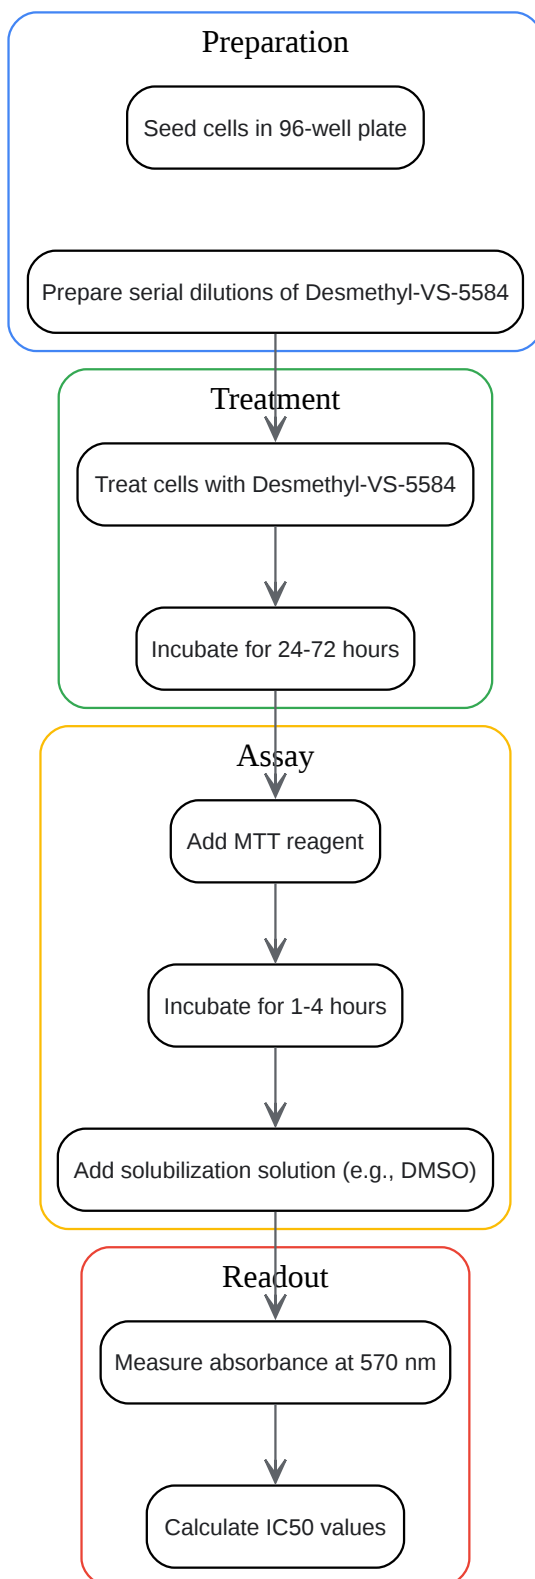 Preparation
Seed cells in 96-well plate
Prepare serial dilutions of Desmethyl-VS-5584
Treatment
Treat cells with Desmethyl-VS-5584
Incubate for 24-72 hours
Assay
Add MTT reagent
Incubate for 1-4 hours
Add solubilization solution (e.g., DMSO)
Readout
Measure absorbance at 570 nm
Calculate IC50 values